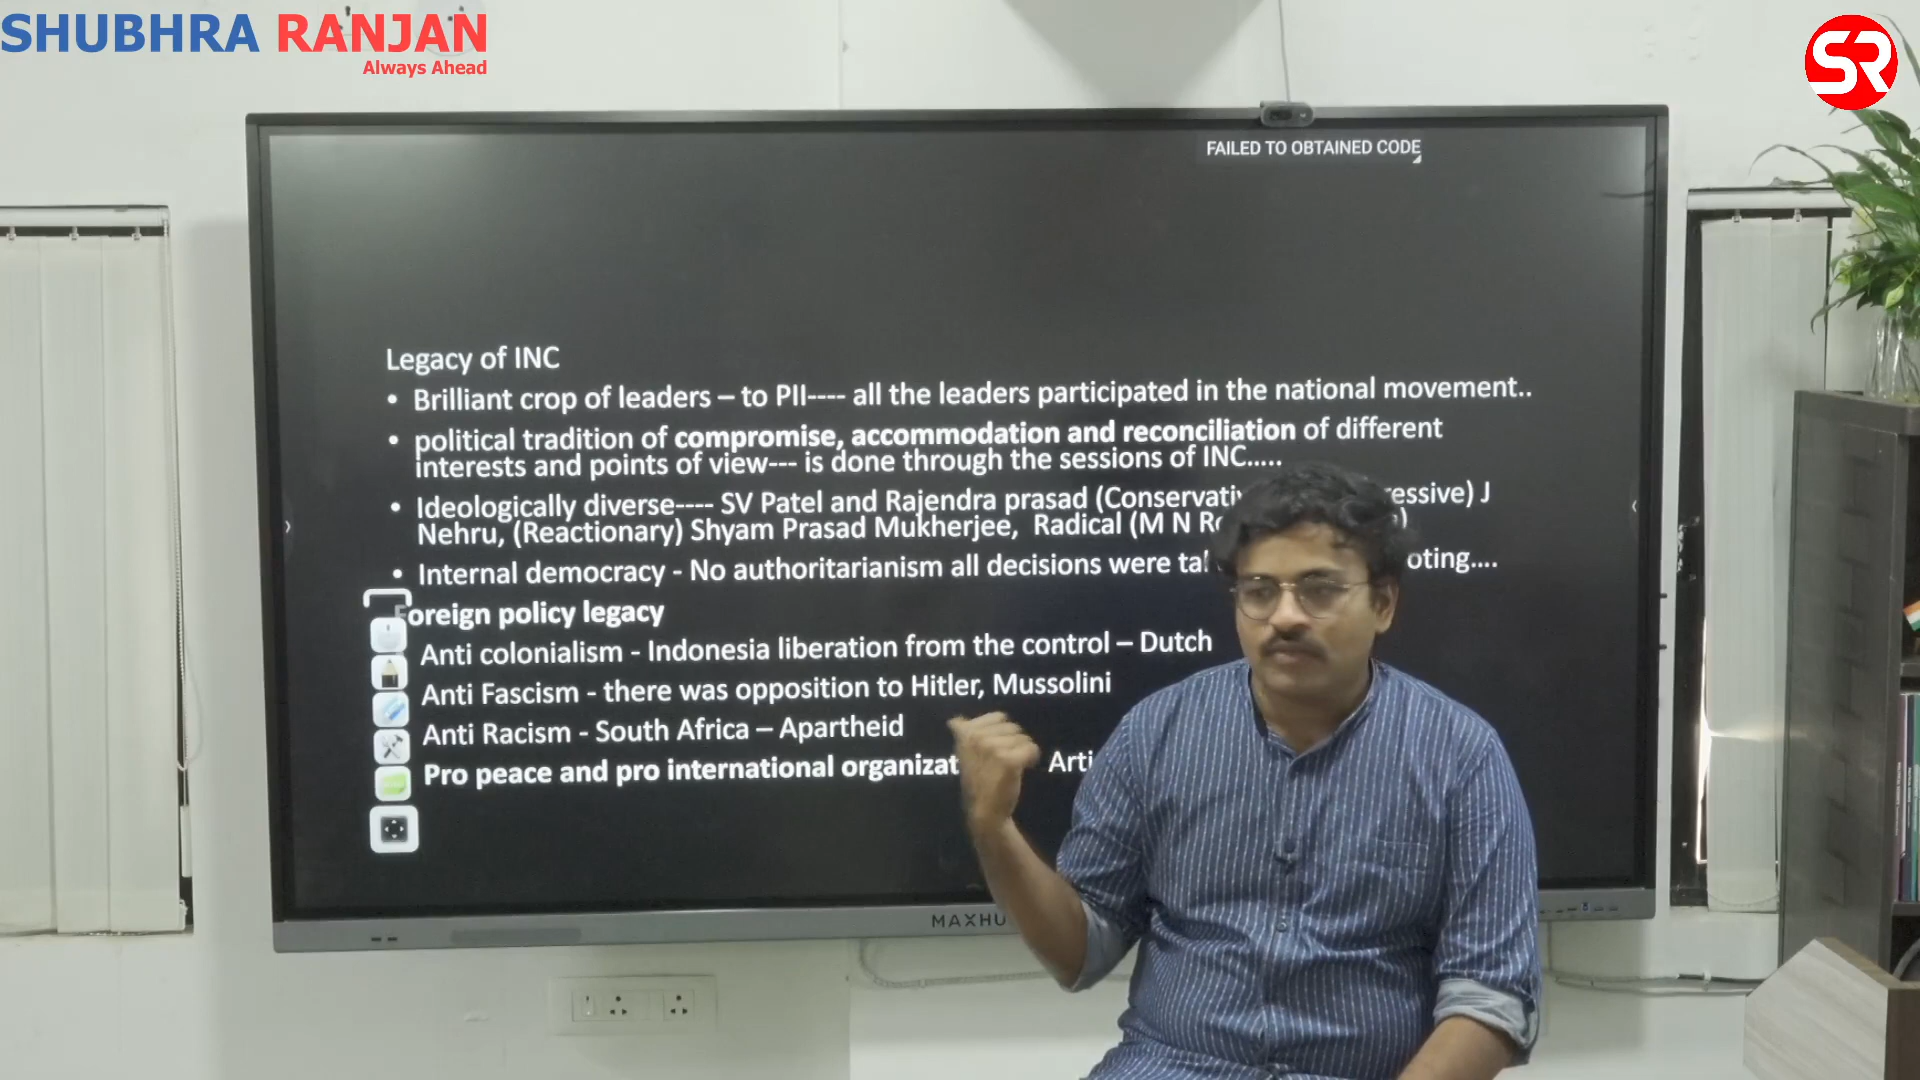 SHUBHRA RANJAN
Always Ahead
SR
FAILED TO OBTAINED CODE
Legacy of INC
• Brilliant crop of leaders – to PII---- all the leaders participated in the national movement..
• political tradition of compromise, accommodation and reconciliation of different
interests and points of view--- is done through the sessions of INC.....
• Ideologically diverse---- SV Patel and Rajendra prasad (Conservativ ressive) J
Nehru, (Reactionary) Shyam Prasad Mukherjee, Radical (M N R )
• Internal democracy - No authoritarianism all decisions were ta oting....
Foreign policy legacy
Anti colonialism - Indonesia liberation from the control – Dutch
Anti Fascism - there was opposition to Hitler, Mussolini
Anti Racism - South Africa – Apartheid
Pro peace and pro international organizat Arti
MAXHU